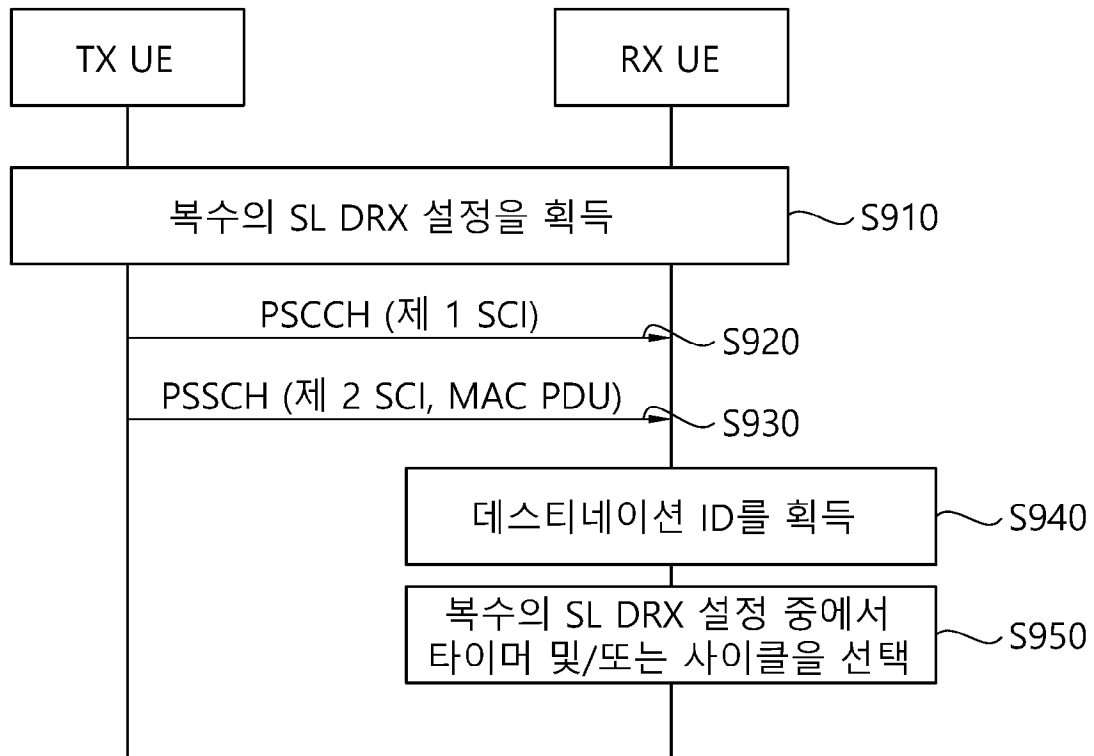 TX UE
RX UE
복수의 SL DRX 설정을 획득
S910
PSCCH (제 1 SCI)
S920
PSSCH (제 2 SCI, MAC PDU)
S930
데스티네이션 ID를 획득
S940
복수의 SL DRX 설정 중에서
타이머 및/또는 사이클을 선택
S950